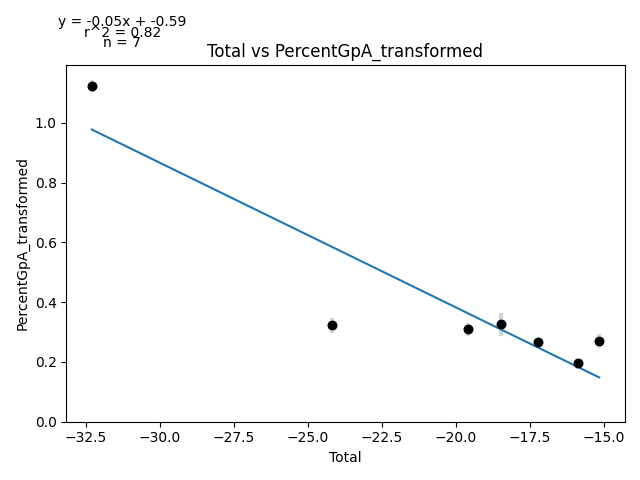 y = -0.05x + -0.59
r^2 = 0.82
n = 7
Total vs PercentGpA_transformed
PercentGpA_transformed
1.0
0.8
0.6
0.4
0.2
0.0
−32.5 −30.0 −27.5 −25.0 −22.5 −20.0 −17.5 −15.0
Total